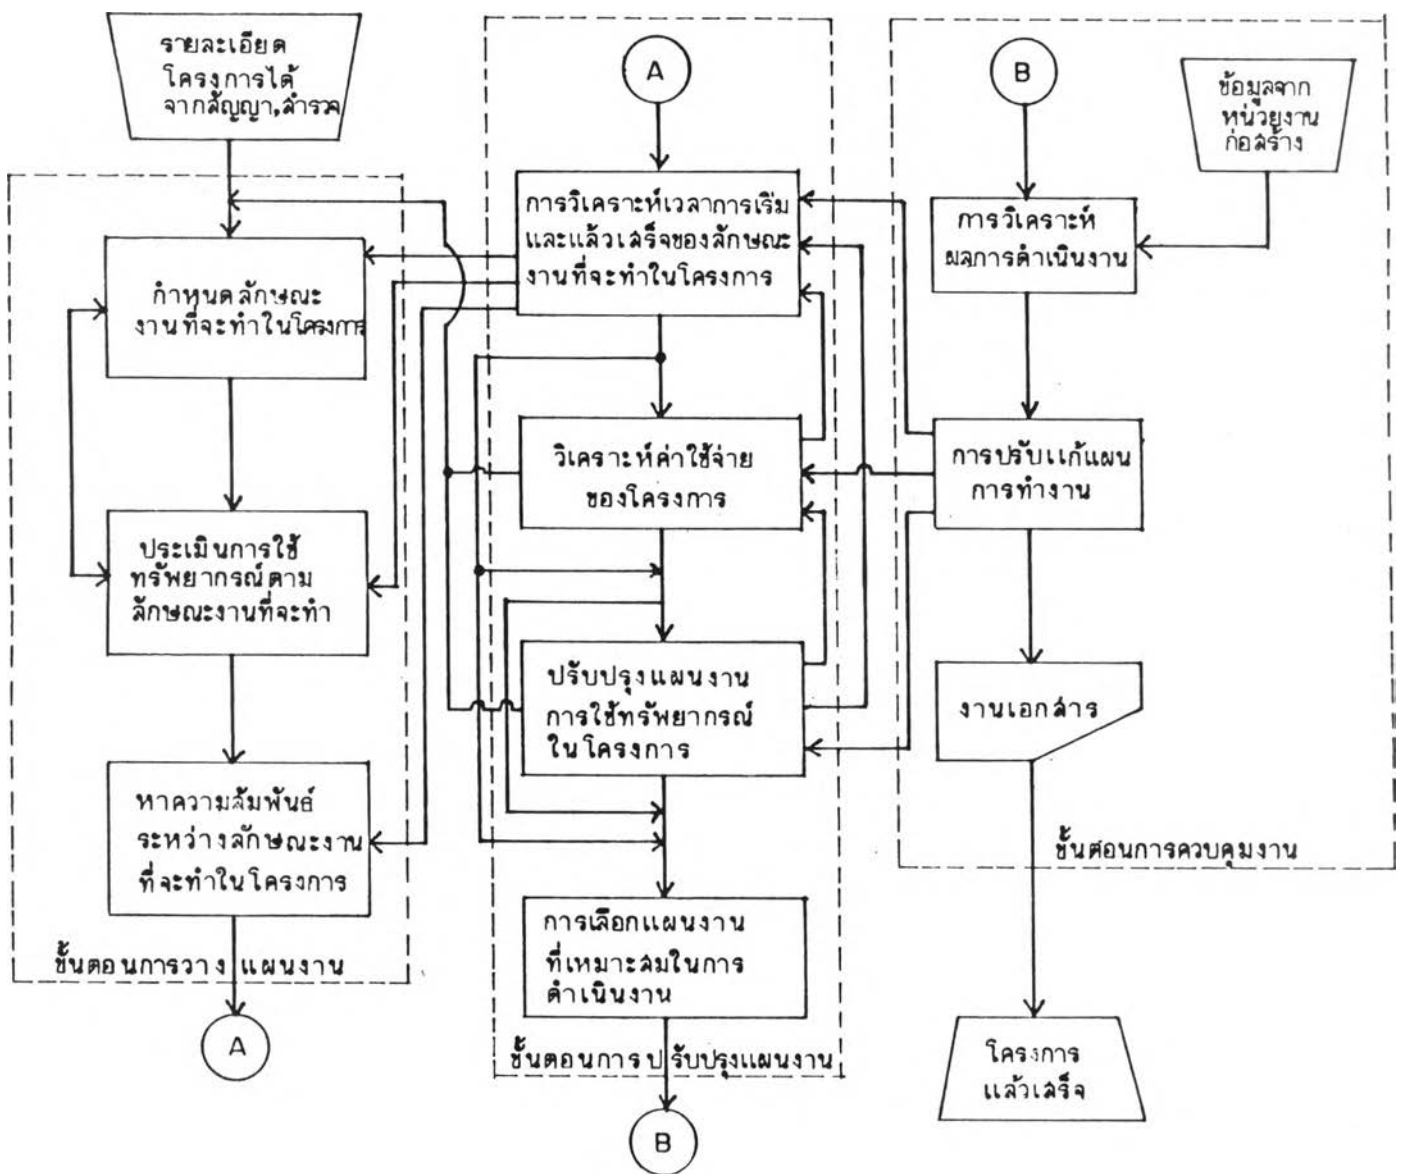 รายละเอียด
โครงการได้
จากสัญญา,สำรวจ
กำหนดลักษณะ
งานที่จะทำในโครงการ
ประเมินการใช้
ทรัพยากรณ์ตาม
ลักษณะงานที่จะทำ
หาความสัมพันธ์
ระหว่างลักษณะงาน
ที่จะทำในโครงการ
ขั้นตอนการวางแผนงาน
A
A
การวิเคราะห์เวลาการเริ่ม
และแล้วเสร็จของลักษณะ
งานที่จะทำในโครงการ
วิเคราะห์ค่าใช้จ่าย
ของโครงการ
ปรับปรุงแผนงาน
การใช้ทรัพยากรณ์
ในโครงการ
การเลือกแผนงาน
ที่เหมาะสมในการ
ดำเนินงาน
ขั้นตอนการปรับปรุงแผนงาน
B
B
ข้อมูลจาก
หน่วยงาน
ก่อสร้าง
การวิเคราะห์
ผลการดำเนินงาน
การปรับแก้แผน
การทำงาน
งานเอกสาร
ขั้นตอนการควบคุมงาน
โครงการ
แล้วเสร็จ